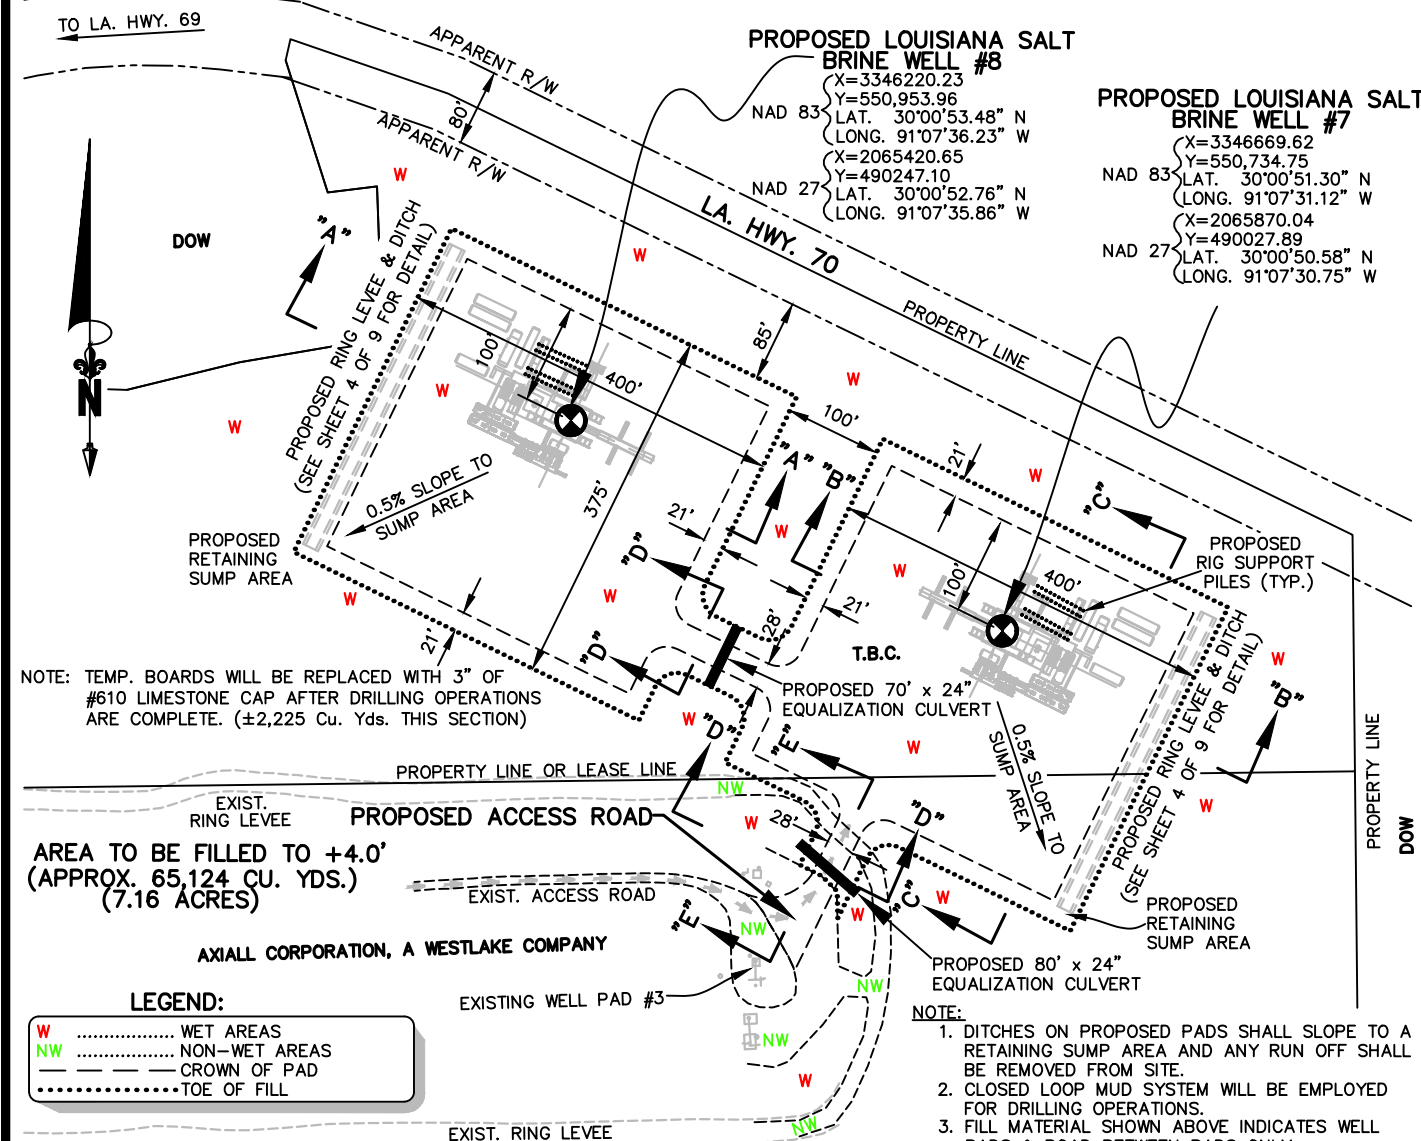 TO LA. HWY. 69
APPARENT R/W
80'
APPARENT R/W
PROPOSED LOUISIANA SALT
BRINE WELL #8
NAD 83
X=3346220.23
Y=550,953.96
LAT. 30°00'53.48" N
LONG. 91°07'36.23" W
NAD 27
X=2065420.65
Y=490247.10
LAT. 30°00'52.76" N
LONG. 91°07'35.86" W
PROPOSED LOUISIANA SALT
BRINE WELL #7
NAD 83
X=3346669.62
Y=550,734.75
LAT. 30°00'51.30" N
LONG. 91°07'31.12" W
NAD 27
X=2065870.04
Y=490027.89
LAT. 30°00'50.58" N
LONG. 91°07'30.75" W
W
LA. HWY. 70
PROPERTY LINE
DOW
"A"
PROPOSED RING LEVEE & DITCH
(SEE SHEET 4 OF 9 FOR DETAIL)
W
N
W
W
100'
400'
85'
W
100'
375'
0.5% SLOPE TO
SUMP AREA
PROPOSED
RETAINING
SUMP AREA
W
21'
21'
"D"
W
"A"
"B"
W
21'
W
"C"
21'
W
100'
400'
PROPOSED
RIG SUPPORT
PILES (TYP.)
28'
21'
T.B.C.
"D"
NOTE: TEMP. BOARDS WILL BE REPLACED WITH 3" OF
#610 LIMESTONE CAP AFTER DRILLING OPERATIONS
ARE COMPLETE. (±2,225 Cu. Yds. THIS SECTION)
PROPOSED 70' x 24"
EQUALIZATION CULVERT
W
"D"
"E"
W
0.5% SLOPE TO
SUMP AREA
PROPOSED RING LEVEE & DITCH
(SEE SHEET 4 OF 9 FOR DETAIL)
W
"B"
W
PROPERTY LINE
DOW
PROPERTY LINE OR LEASE LINE
NW
EXIST.
RING LEVEE
PROPOSED ACCESS ROAD
W
28'
"D"
AREA TO BE FILLED TO +4.0'
(APPROX. 65,124 CU. YDS.)
(7.16 ACRES)
EXIST. ACCESS ROAD
"E"
NW
W
"C"
W
PROPOSED
RETAINING
SUMP AREA
AXIALL CORPORATION, A WESTLAKE COMPANY
PROPOSED 80' x 24"
EQUALIZATION CULVERT
EXISTING WELL PAD #3
NW
NW
W
NW
LEGEND:
W ................... WET AREAS
NW ................... NON-WET AREAS
CROWN OF PAD
TOE OF FILL
EXIST. RING LEVEE
NOTE:
1. DITCHES ON PROPOSED PADS SHALL SLOPE TO A
RETAINING SUMP AREA AND ANY RUN OFF SHALL
BE REMOVED FROM SITE.
2. CLOSED LOOP MUD SYSTEM WILL BE EMPLOYED
FOR DRILLING OPERATIONS.
3. FILL MATERIAL SHOWN ABOVE INDICATES WELL